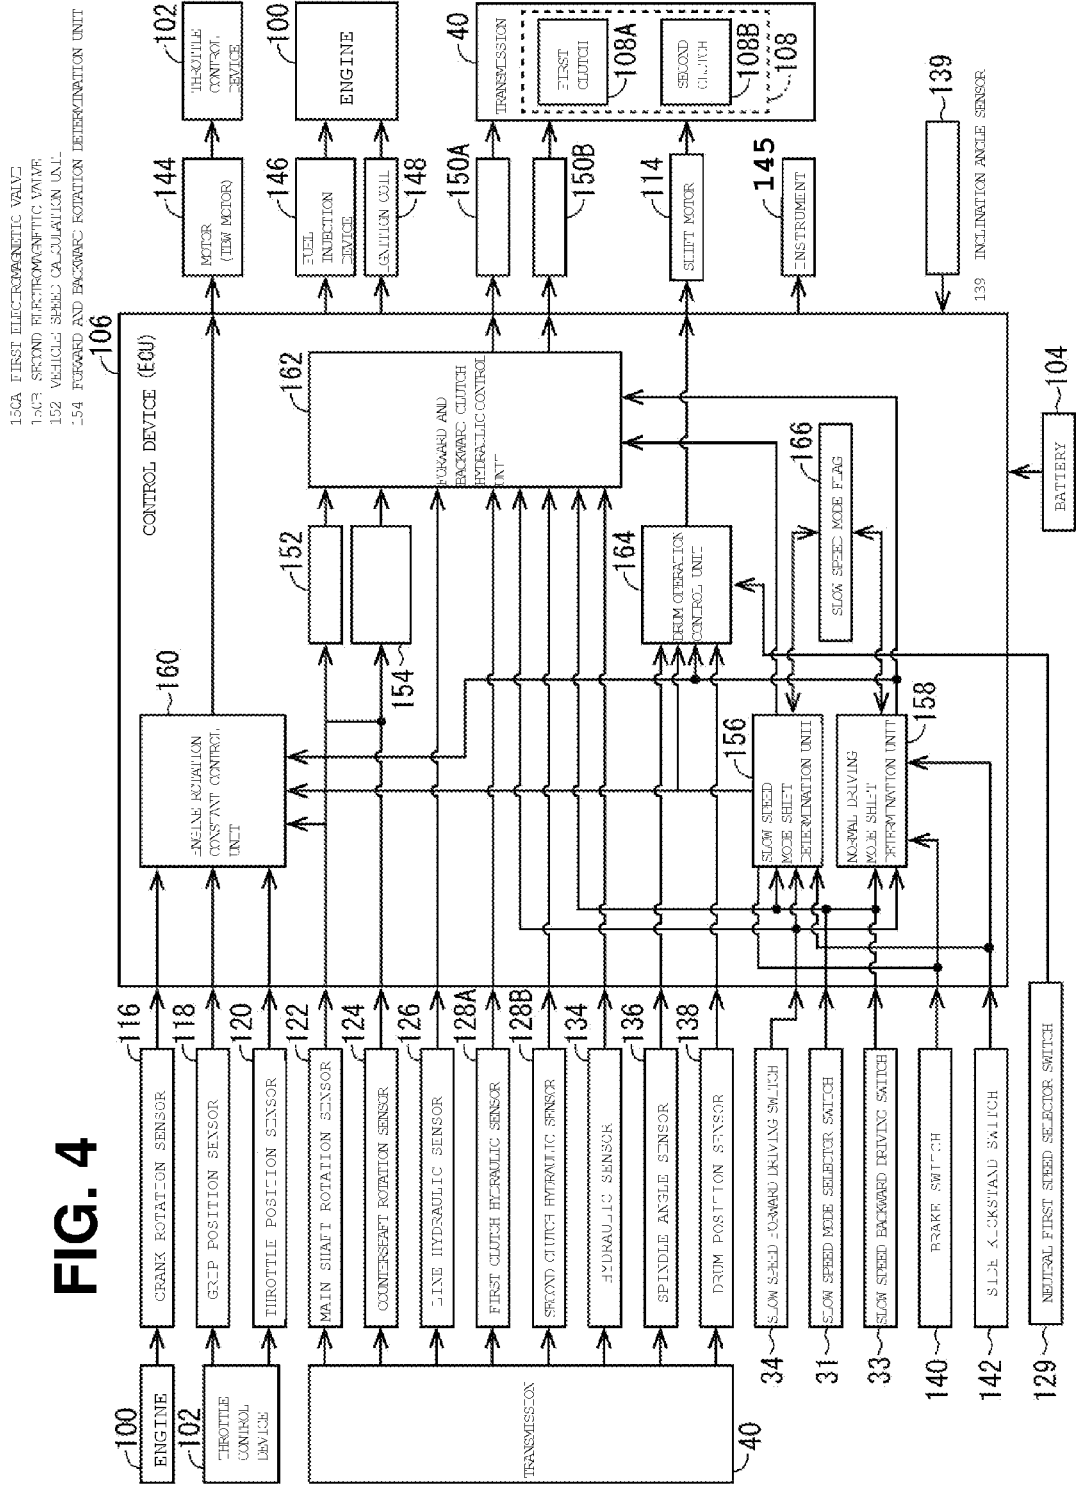 FIG. 4
150A FIRST ELECTROMAGNETIC VALVE
150B SECOND ELECTROMAGNETIC VALVE
152 VEHICLE SPEED CALCULATION UNIT
154 FORWARD AND BACKWARD ROTATION DETERMINATION UNIT
100
ENGINE
102
THROTTLE
CONTROL
DEVICE
TRANSMISSION
40
116
CRANK ROTATION SENSOR
118
GRIP POSITION SENSOR
120
THROTTLE POSITION SENSOR
122
MAIN SHAFT ROTATION SENSOR
124
COUNTERSHAFT ROTATION SENSOR
126
LINE HYDRAULIC SENSOR
128A
FIRST CLUTCH HYDRAULIC SENSOR
128B
SECOND CLUTCH HYDRAULIC SENSOR
134
HYDRAULIC SENSOR
136
SPINDLE ANGLE SENSOR
138
DRUM POSITION SENSOR
34
SLOW SPEED FORWARD DRIVING SWITCH
31
SLOW SPEED MODE SELECTOR SWITCH
33
SLOW SPEED BACKWARD DRIVING SWITCH
140
BRAKE SWITCH
142
SIDE KICKSTAND SWITCH
129
NEUTRAL FIRST SPEED SELECTOR SWITCH
106
CONTROL DEVICE (ECU)
160
ENGINE ROTATION
CONSTANT CONTROL
UNIT
152
154
162
FORWARD AND
BACKWARD CLUTCH
HYDRAULIC CONTROL
UNIT
164
DRUM OPERATION
CONTROL UNIT
156
SLOW SPEED
MODE SHIFT
DETERMINATION UNIT
158
NORMAL DRIVING
MODE SHIFT
DETERMINATION UNIT
166
SLOW SPEED MODE FLAG
104
BATTERY
144
MOTOR
(TBW MOTOR)
146
FUEL
INJECTION
DEVICE
148
IGNITION COIL
150A
150B
114
SHIFT MOTOR
145
INSTRUMENT
139
139 INCLINATION ANGLE SENSOR
102
THROTTLE
CONTROL
DEVICE
100
ENGINE
40
TRANSMISSION
FIRST
CLUTCH
108A
SECOND
CLUTCH
108B
108